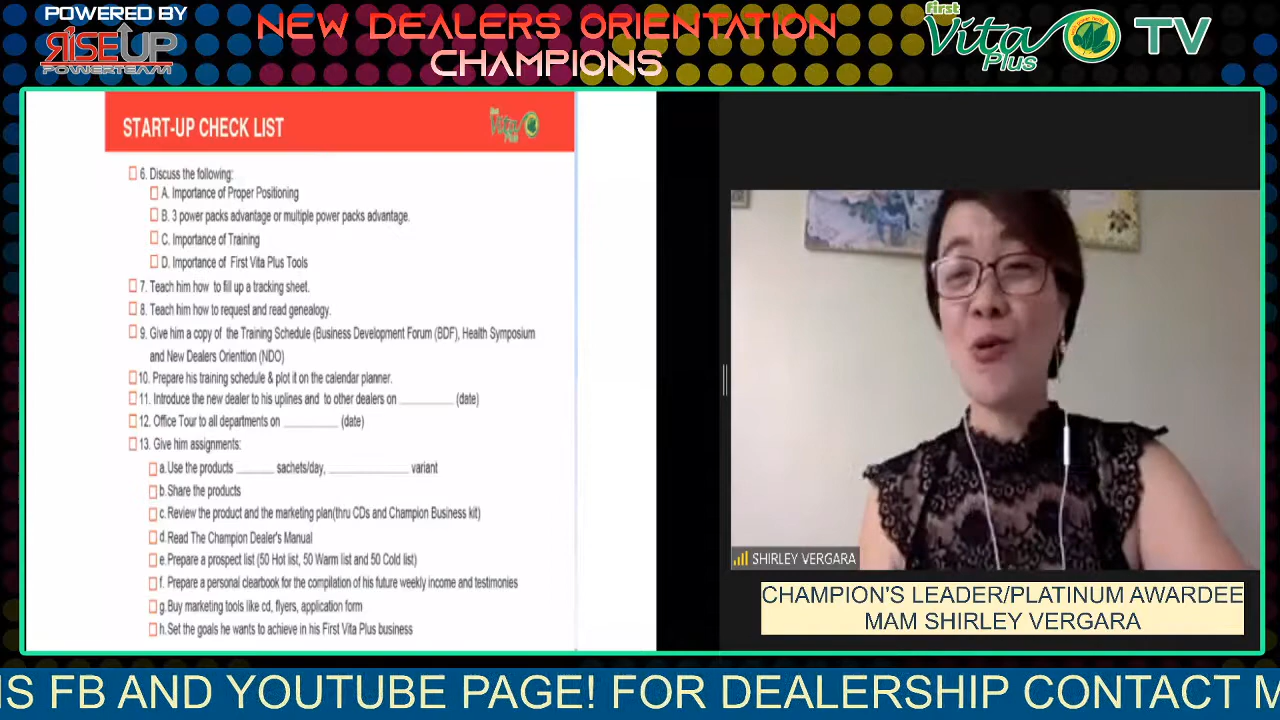 POWERED BY
RISEUP
POWERTEAM
NEW DEALERS ORIENTATION
CHAMPIONS
First
Vita
Plus
TV
START-UP CHECK LIST
6. Discuss the following:
A. Importance of Proper Positioning
B. 3 power packs advantage or multiple power packs advantage.
C. Importance of Training
D. Importance of First Vita Plus Tools
7. Teach him how to fill up a tracking sheet.
8. Teach him how to request and read genealogy.
9. Give him a copy of the Training Schedule (Business Development Forum (BDF), Health Symposium
and New Dealers Orienttion (NDO)
10. Prepare his training schedule & plot it on the calendar planner.
11. Introduce the new dealer to his uplines and to other dealers on ________ (date)
12. Office Tour to all departments on ________ (date)
13. Give him assignments:
a. Use the products ______ sachets/day, ____________ variant
b. Share the products
c. Review the product and the marketing plan(thru CDs and Champion Business kit)
d. Read The Champion Dealer's Manual
e. Prepare a prospect list (50 Hot list, 50 Warm list and 50 Cold list)
f. Prepare a personal clearbook for the compilation of his future weekly income and testimonies
g. Buy marketing tools like cd, flyers, application form
h. Set the goals he wants to achieve in his First Vita Plus business
SHIRLEY VERGARA
CHAMPION'S LEADER/PLATINUM AWARDEE
MAM SHIRLEY VERGARA
IS FB AND YOUTUBE PAGE! FOR DEALERSHIP CONTACT M